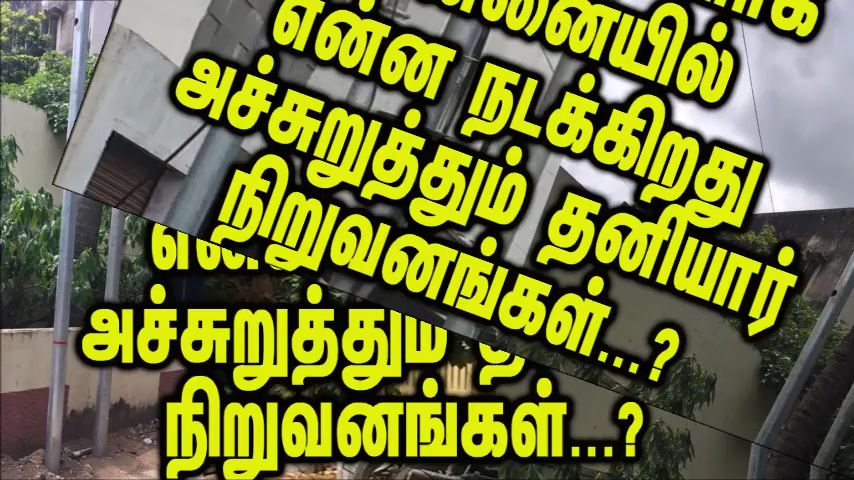 என்ன நடக்கிறது
அச்சுறுத்தும் தனியார்
நிறுவனங்கள்...?
அச்சுறுத்தும்
நிறுவனங்கள்...?